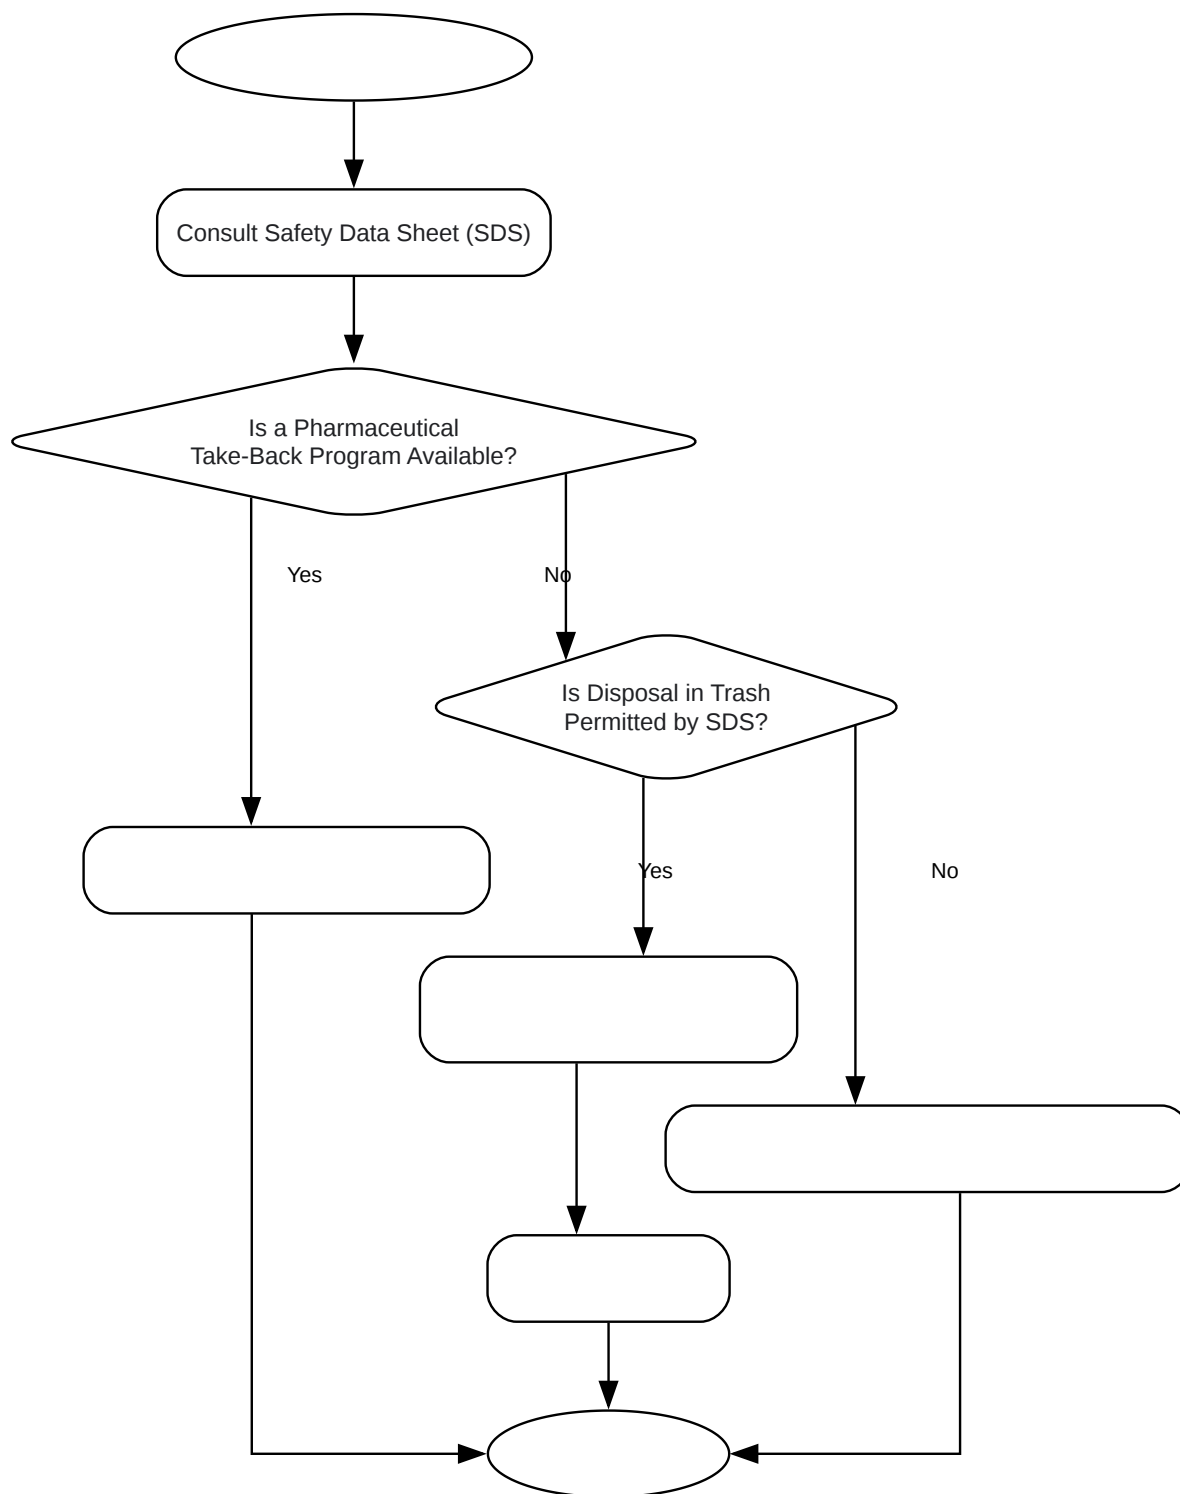 Consult Safety Data Sheet (SDS)
Is a Pharmaceutical
Take-Back Program Available?
Yes
No
Is Disposal in Trash
Permitted by SDS?
Yes
No